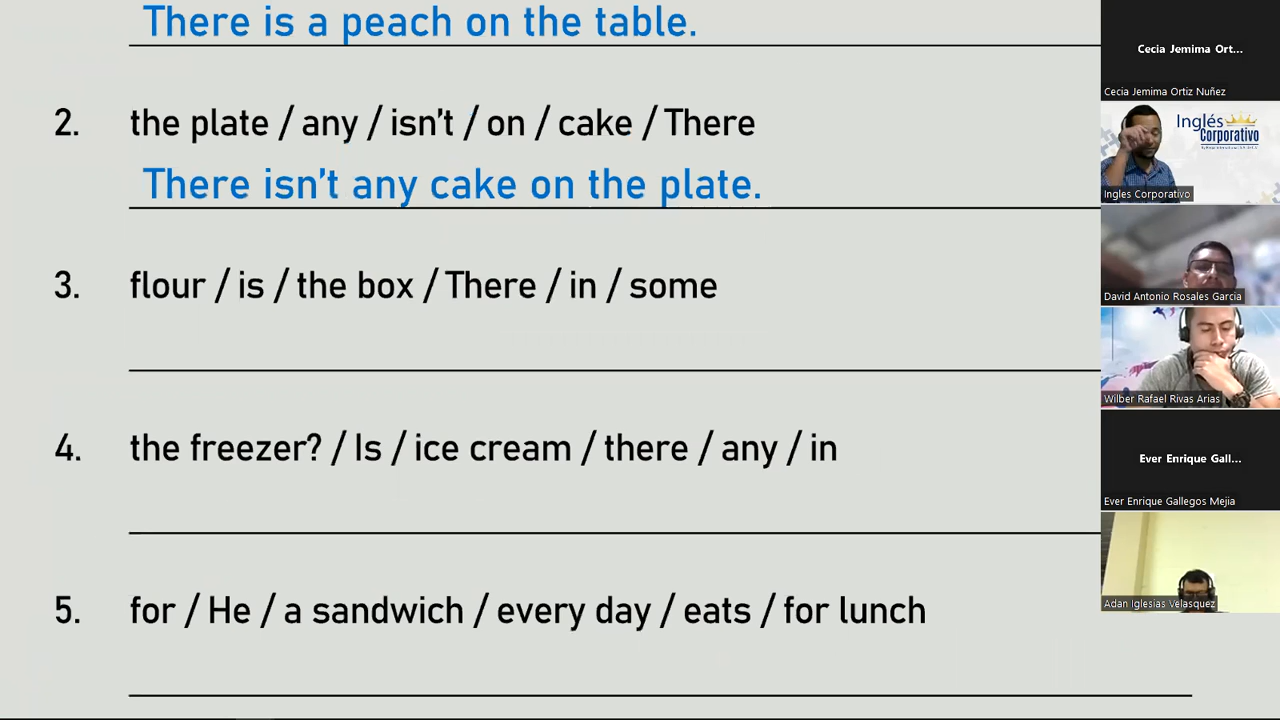 There is a peach on the table.
2. the plate / any / isn't / on / cake / There
There isn't any cake on the plate.
3. flour / is / the box / There / in / some
4. the freezer? / Is / ice cream / there / any / in
5. for / He / a sandwich / every day / eats / for lunch
Cecia Jemima Ort...
Cecia Jemima Ortiz Nuñez
Inglés
Corporativo
Ingles Corporativo
David Antonio Rosales Garcia
Wilber Rafael Rivas Arias
Ever Enrique Gall...
Ever Enrique Gallegos Mejia
Adan Iglesias Velasquez